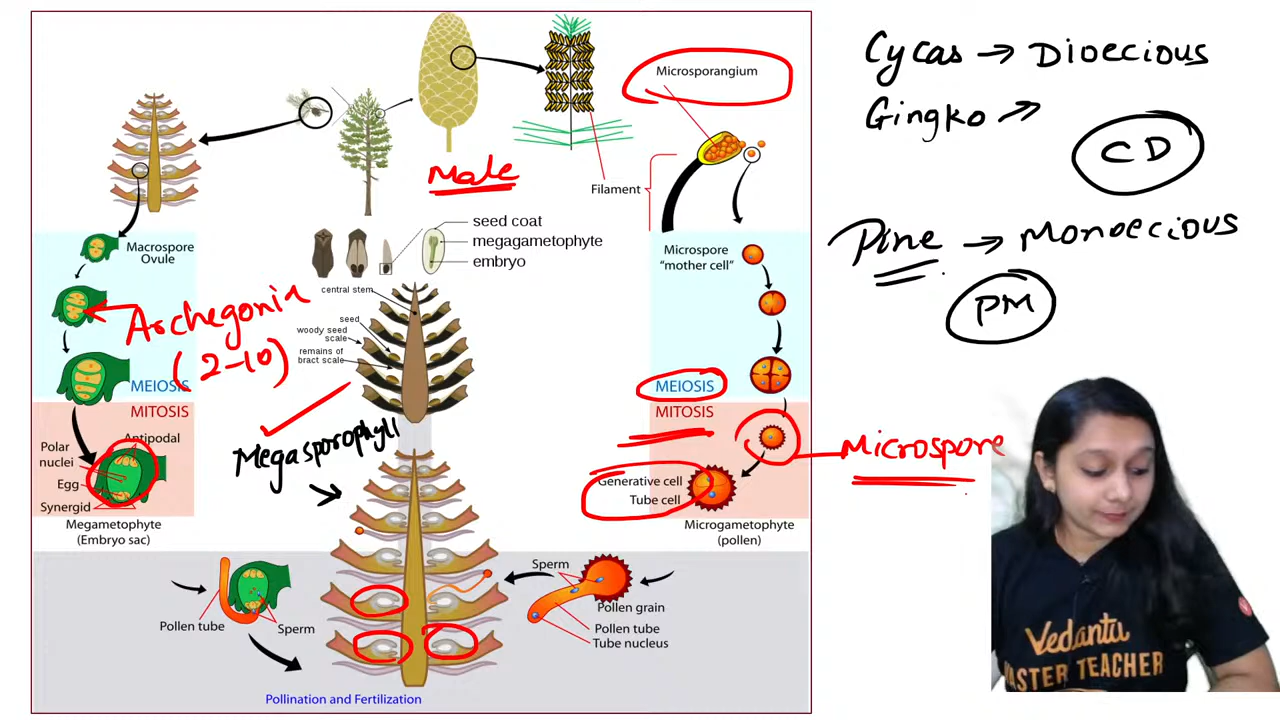 Microsporangium
Male
Filament
seed coat
megagametophyte
embryo
Macrospore
Ovule
Microspore
"mother cell"
central stem
seed
woody seed
scale
remains of
bract scale
Archegonia
(2-10)
MEIOSIS
MITOSIS
MEIOSIS
MITOSIS
Megasporophyll
Antipodal
Polar
nuclei
Egg
Synergid
Megametophyte
(Embryo sac)
Microspore
Generative cell
Tube cell
Microgametophyte
(pollen)
Pollen tube
Sperm
Sperm
Pollen grain
Pollen tube
Tube nucleus
Pollination and Fertilization
Cycas → Dioecious
Gingko →
CD
Pine → Monoecious
PM
Vedantu
MASTER TEACHER